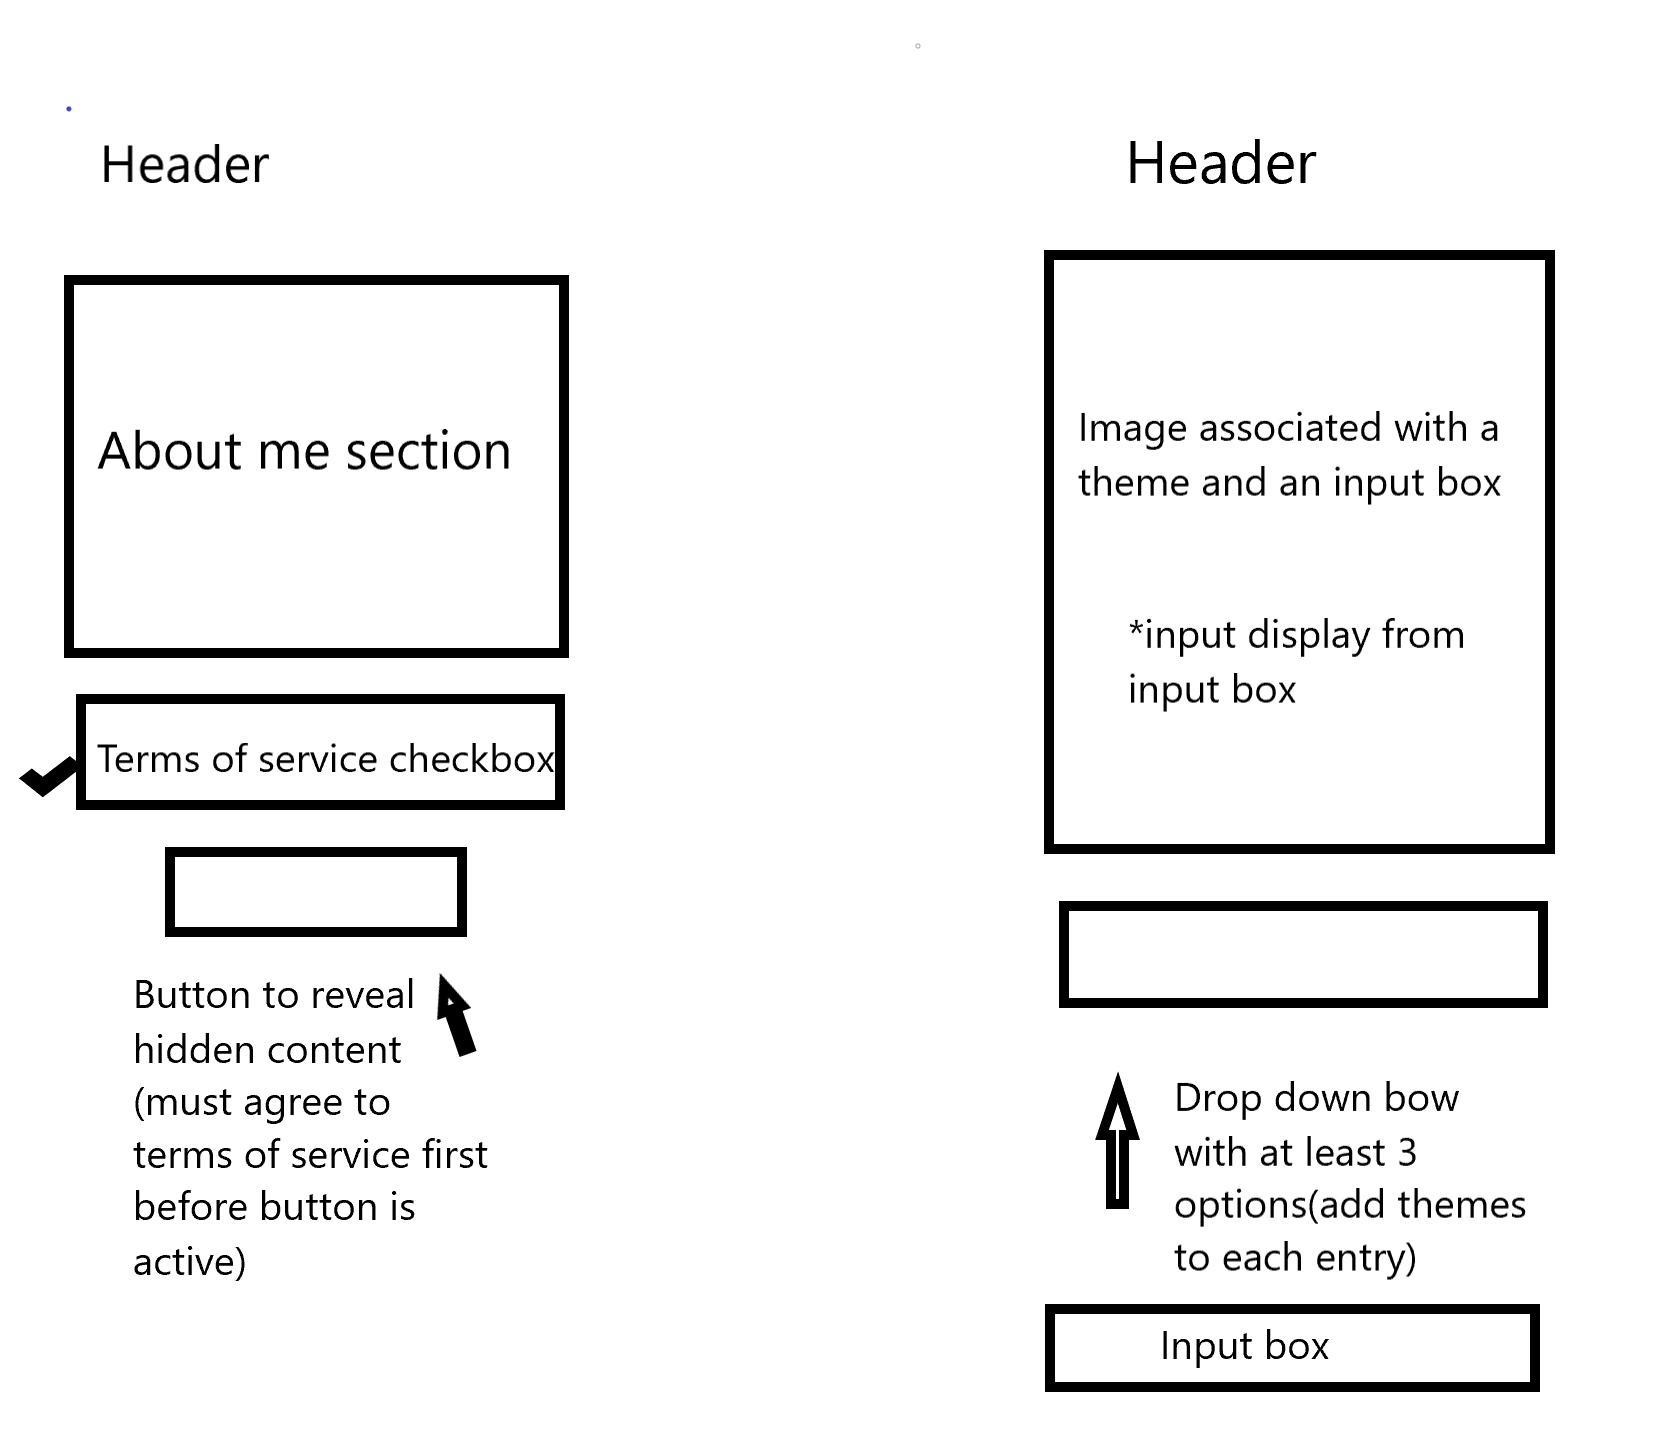 Header
About me section
Terms of service checkbox
Button to reveal
hidden content
(must agree to
terms of service first
before button is
active)
Header
Image associated with a
theme and an input box
*input display from
input box
Drop down bow
with at least 3
options(add themes
to each entry)
Input box